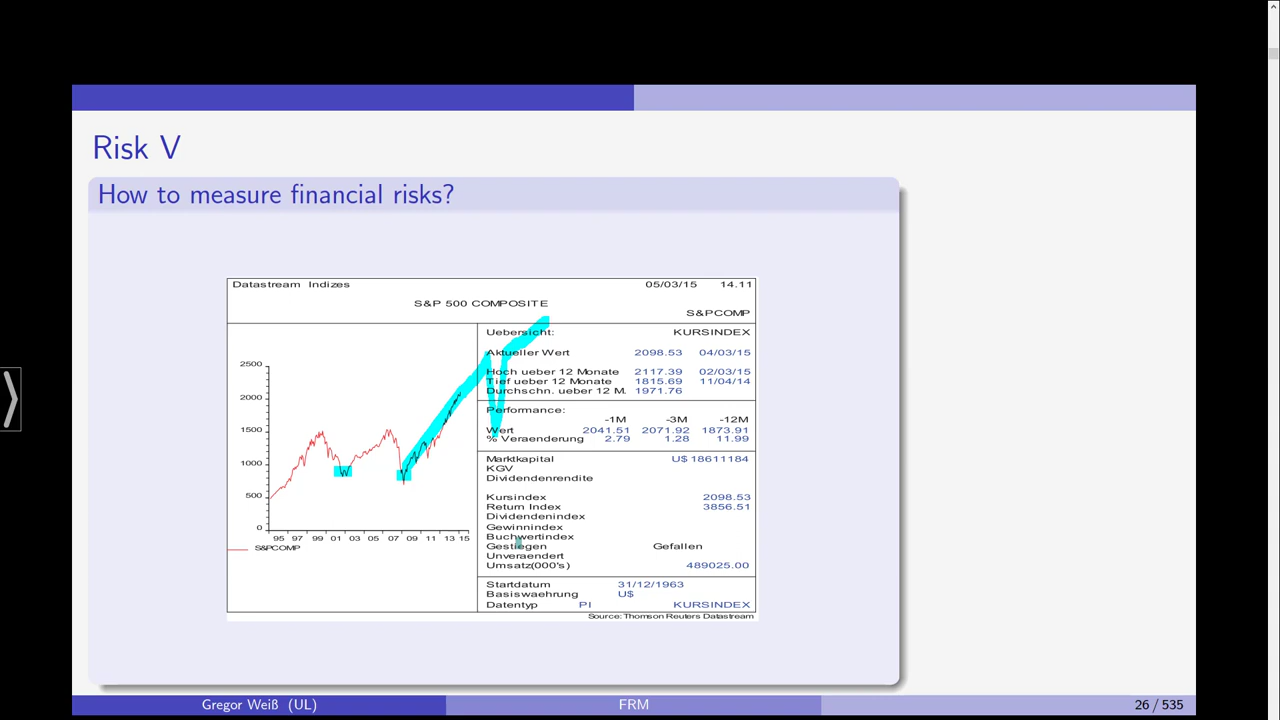 Risk V
How to measure financial risks?
Datastream Indizes 05/03/15 14.11
S&P 500 COMPOSITE
S&PCOMP
Uebersicht: KURSINDEX
Aktueller Wert 2098.53 04/03/15
Hoch ueber 12 Monate 2117.39 02/03/15
Tief ueber 12 Monate 1815.69 11/04/14
Durchschn. ueber 12 M. 1971.76
Performance:
-1M -3M -12M
Wert 2041.51 2071.92 1873.91
% Veraenderung 2.79 1.28 11.99
Marktkapital U$ 18611184
KGV
Dividendenrendite
Kursindex 2098.53
Return Index 3856.51
Dividendenindex
Gewinnindex
Buchwertindex
Gestiegen Gefallen
Unveraendert
Umsatz(000's) 489025.00
Startdatum 31/12/1963
Basiswaehrung U$
Datentyp PI KURSINDEX
2500
2000
1500
1000
500
0
95 97 99 01 03 05 07 09 11 13 15
S&PCOMP
Source: Thomson Reuters Datastream
Gregor Weiß (UL) FRM 26 / 535